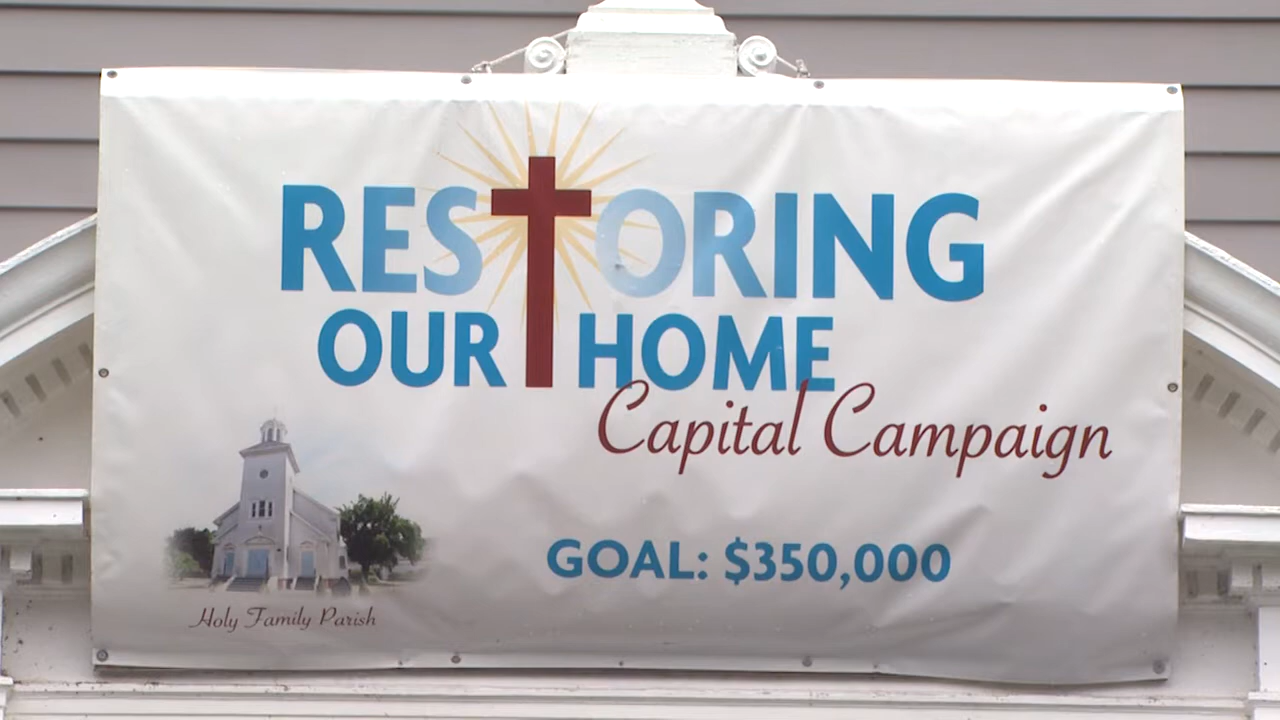 RESTORING
OUR HOME
Capital Campaign
GOAL: $350,000
Holy Family Parish